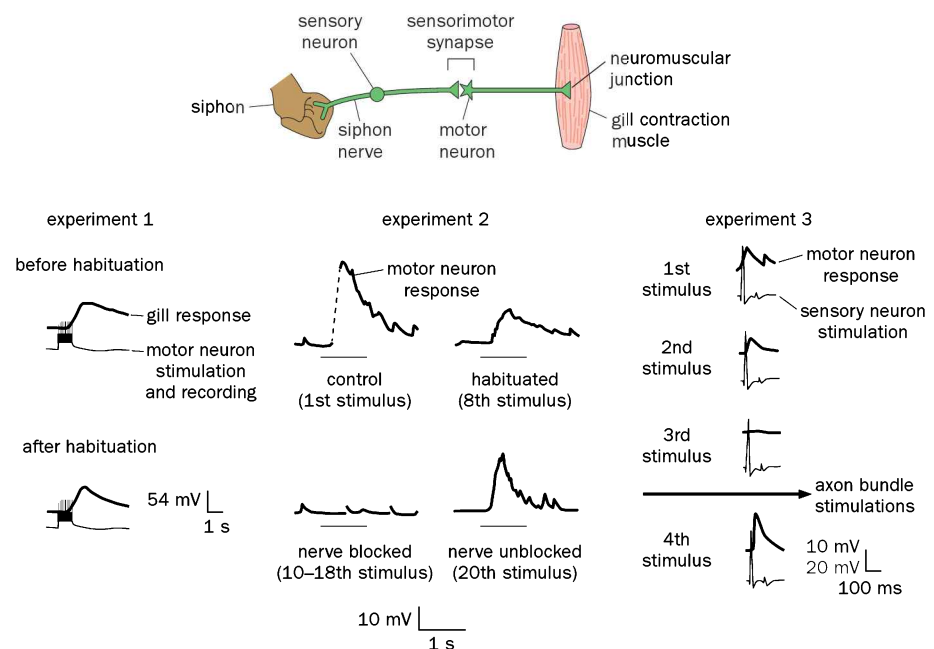 sensory
neuron
sensorimotor
synapse
neuromuscular
junction
siphon
siphon
nerve
motor
neuron
gill contraction
muscle
experiment 1
experiment 2
experiment 3
before habituation
gill response
motor neuron
stimulation
and recording
after habituation
54 mV
1 s
motor neuron
response
control
(1st stimulus)
habituated
(8th stimulus)
nerve blocked
(10–18th stimulus)
nerve unblocked
(20th stimulus)
10 mV
1 s
1st
stimulus
motor neuron
response
sensory neuron
stimulation
2nd
stimulus
3rd
stimulus
axon bundle
stimulations
4th
stimulus
10 mV
20 mV
100 ms